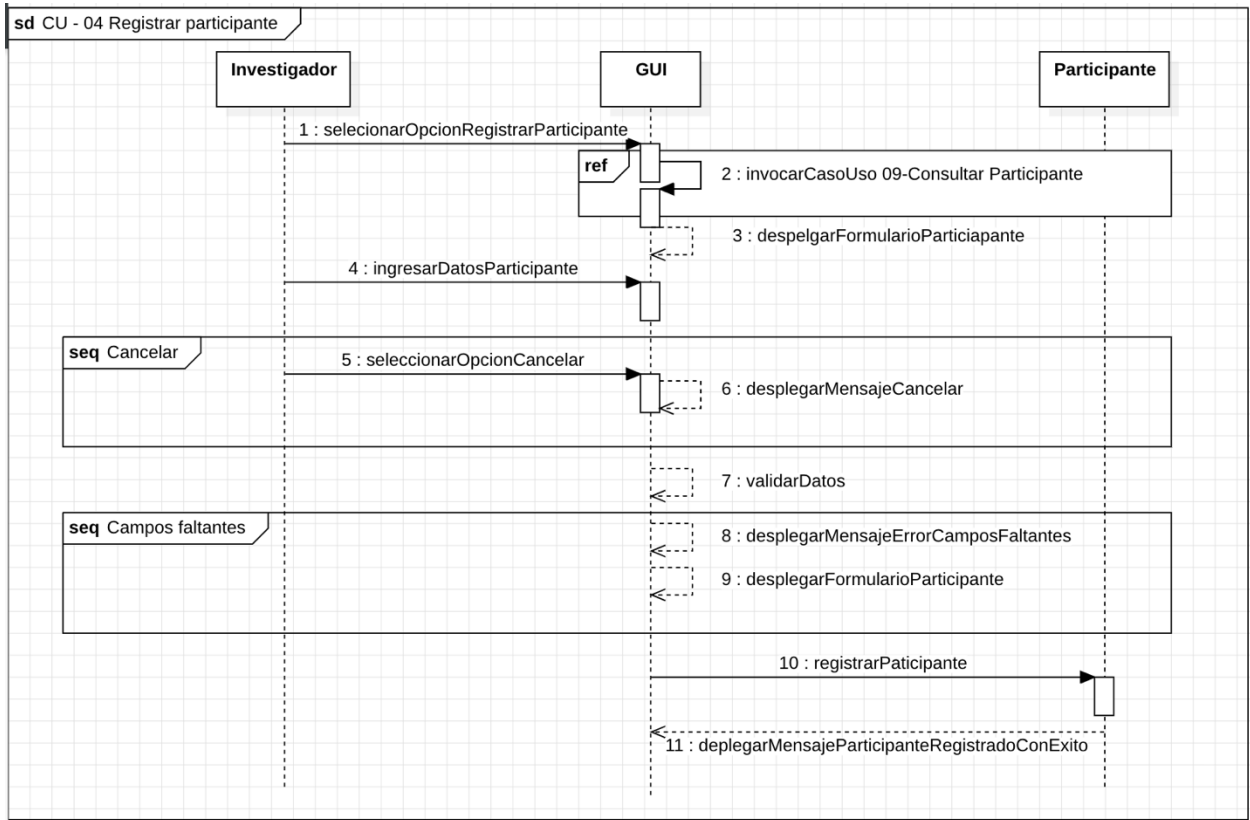 sd CU - 04 Registrar participante
Investigador
GUI
Participante
1 : selecionarOpcionRegistrarParticipante
ref
2 : invocarCasoUso 09-Consultar Participante
3 : despelgarFormularioParticiapante
4 : ingresarDatosParticipante
seq Cancelar
5 : seleccionarOpcionCancelar
6 : desplegarMensajeCancelar
7 : validarDatos
seq Campos faltantes
8 : desplegarMensajeErrorCamposFaltantes
9 : desplegarFormularioParticipante
10 : registrarPaticipante
11 : deplegarMensajeParticipanteRegistradoConExito